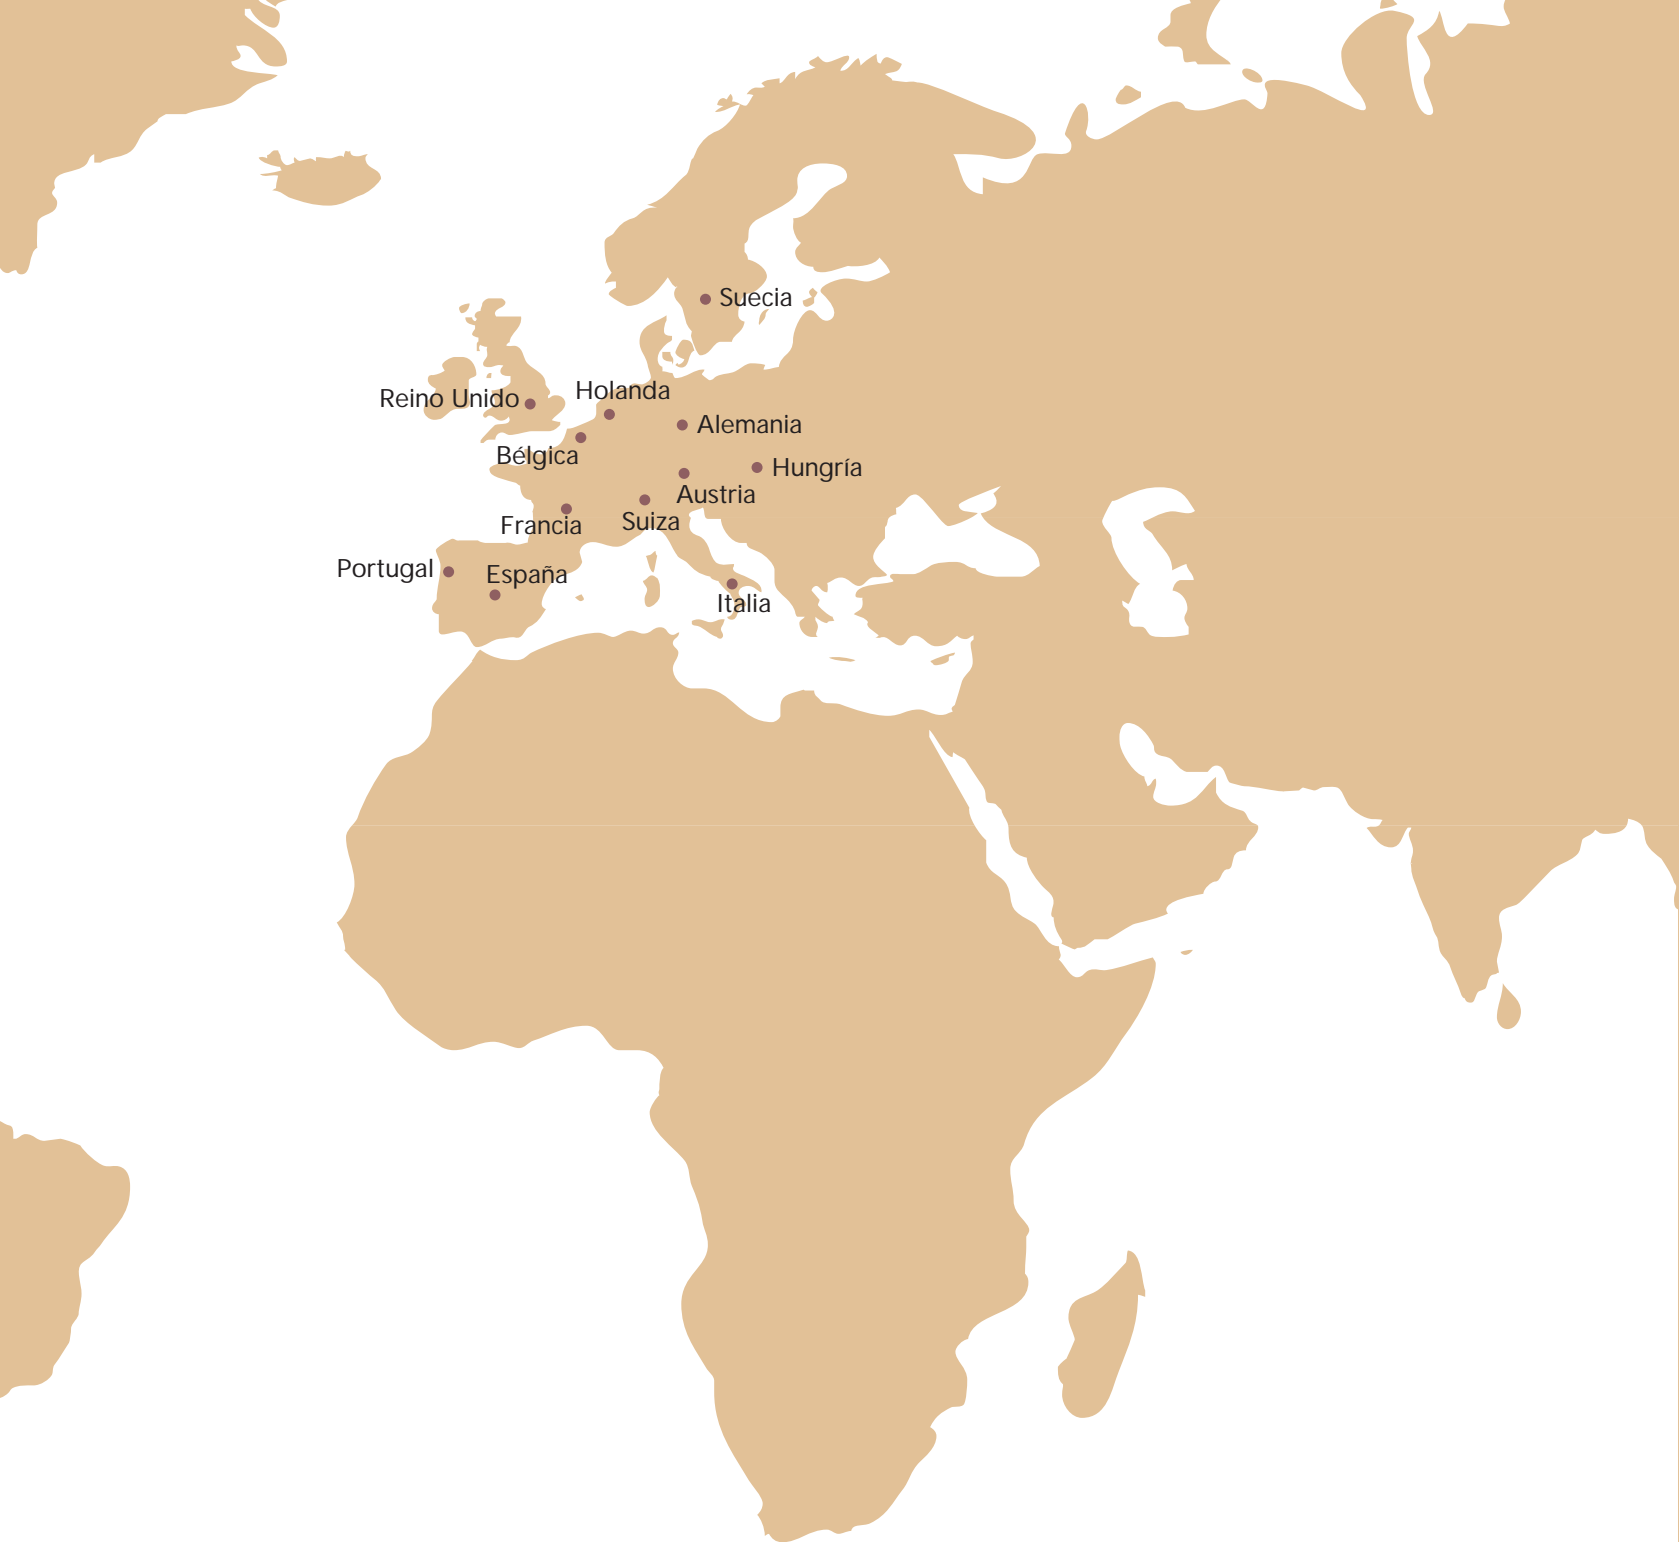 Suecia
Holanda
Reino Unido
Alemania
Bélgica
Hungría
Austria
Suiza
Francia
Portugal
España
Italia